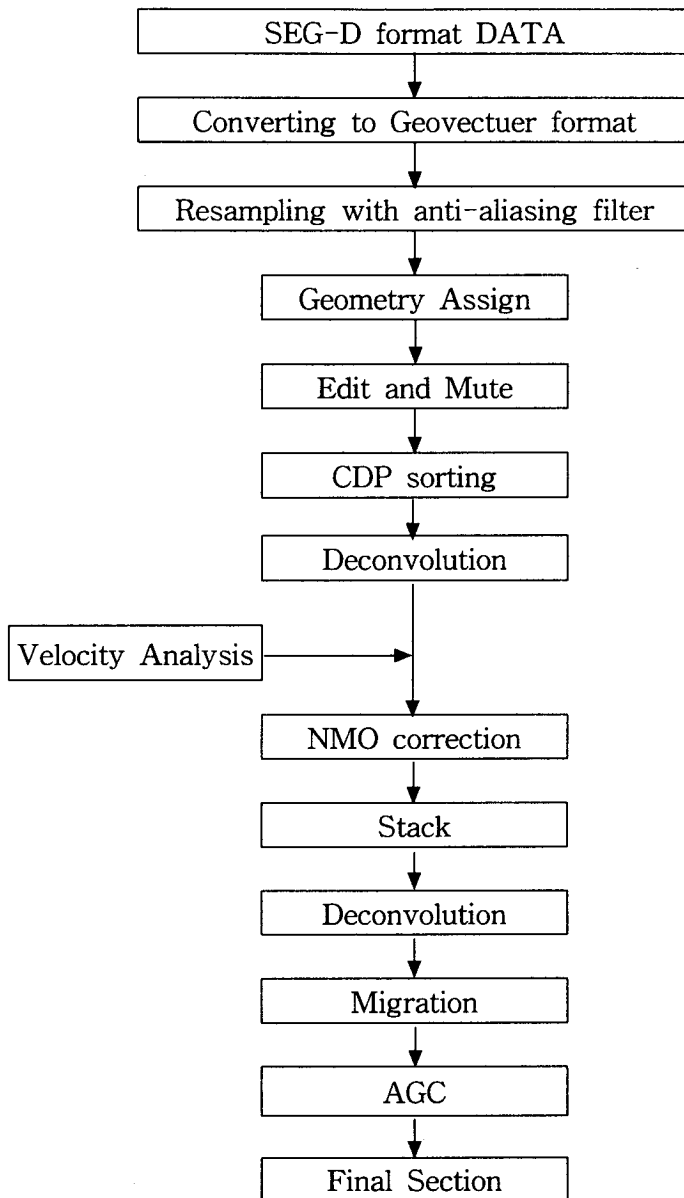 SEG-D format DATA
Converting to Geovectuer format
Resampling with anti-aliasing filter
Geometry Assign
Edit and Mute
CDP sorting
Deconvolution
Velocity Analysis
NMO correction
Stack
Deconvolution
Migration
AGC
Final Section